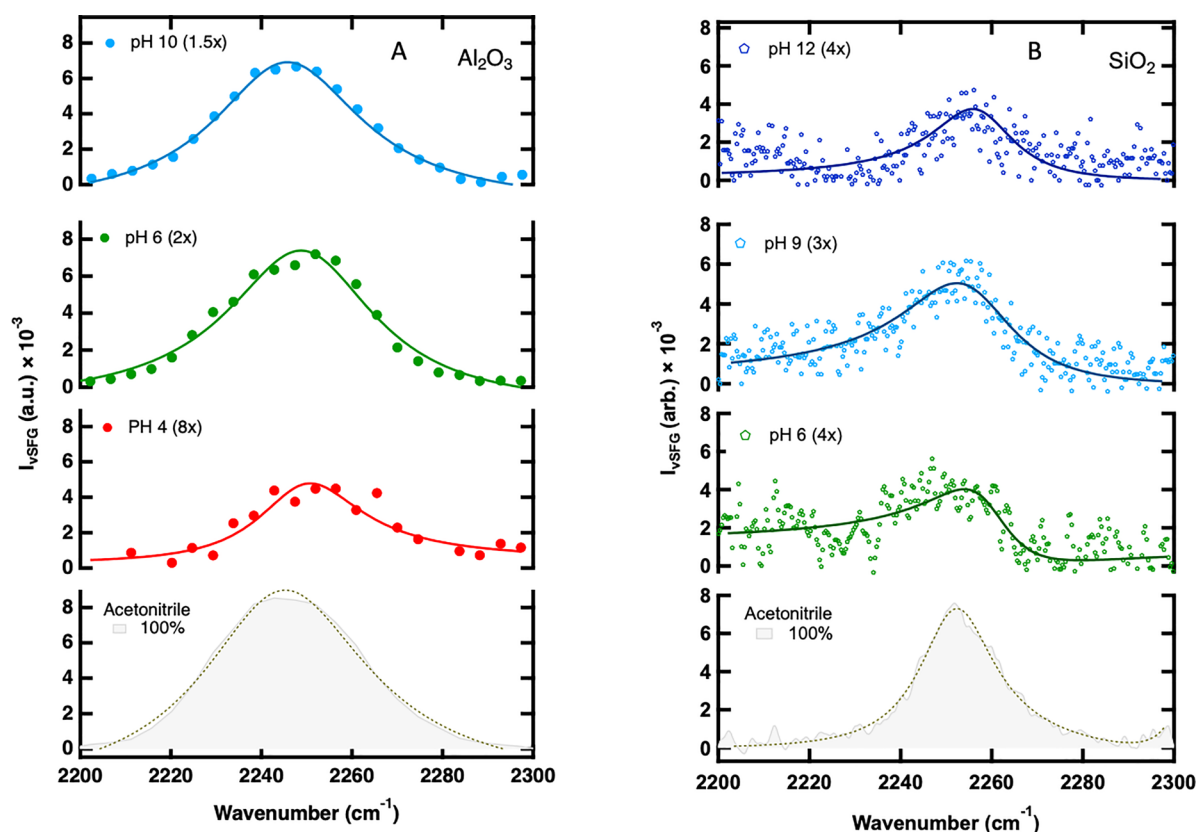 A
Al₂O₃
pH 10 (1.5x)
8
6
4
2
0
pH 6 (2x)
8
6
4
2
0
PH 4 (8x)
8
6
4
2
0
Acetonitrile
100%
8
6
4
2
0
2200 2220 2240 2260 2280 2300
Wavenumber (cm⁻¹)
IᵥSFG (a.u.) × 10⁻³
B
SiO₂
pH 12 (4x)
8
6
4
2
0
pH 9 (3x)
8
6
4
2
0
pH 6 (4x)
8
6
4
2
0
Acetonitrile
100%
8
6
4
2
0
2200 2220 2240 2260 2280 2300
Wavenumber (cm⁻¹)
IᵥSFG (arb.) × 10⁻³